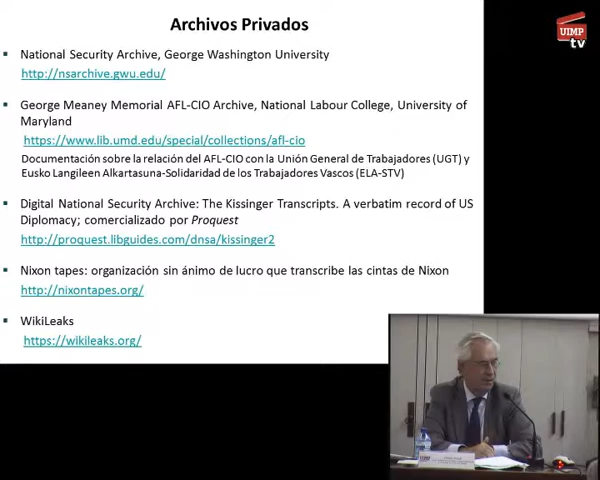 Archivos Privados
UIMP
tv
▪ National Security Archive, George Washington University
http://nsarchive.gwu.edu/
▪ George Meaney Memorial AFL-CIO Archive, National Labour College, University of
Maryland
https://www.lib.umd.edu/special/collections/afl-cio
Documentación sobre la relación del AFL-CIO con la Unión General de Trabajadores (UGT) y
Eusko Langileen Alkartasuna-Solidaridad de los Trabajadores Vascos (ELA-STV)
▪ Digital National Security Archive: The Kissinger Transcripts. A verbatim record of US
Diplomacy; comercializado por Proquest
http://proquest.libguides.com/dnsa/kissinger2
▪ Nixon tapes: organización sin ánimo de lucro que transcribe las cintas de Nixon
http://nixontapes.org/
▪ WikiLeaks
https://wikileaks.org/